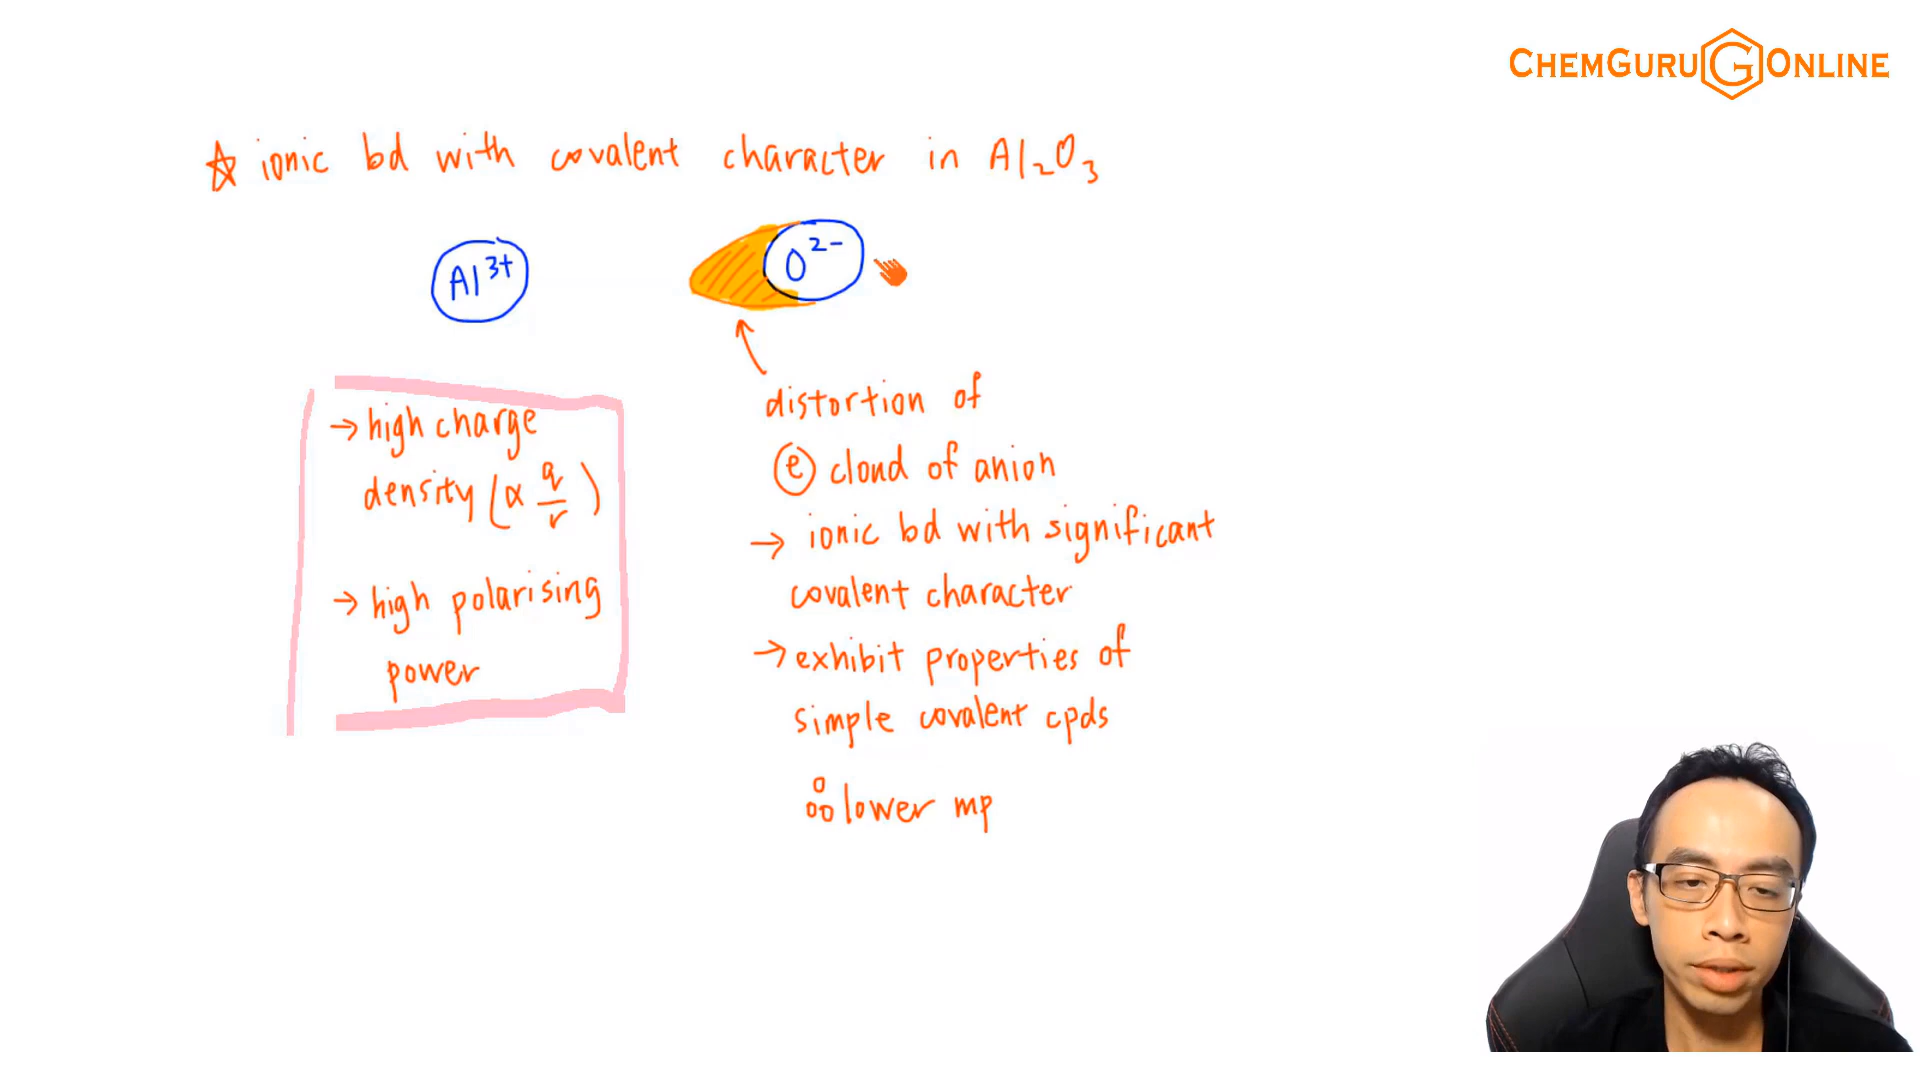 CHEMGURU G ONLINE
☆ ionic bd with covalent character in Al₂O₃
Al³⁺
O²⁻
→ high charge
density (α q/r)
→ high polarising
power
distortion of
ⓔ cloud of anion
→ ionic bd with significant
covalent character
→ exhibit properties of
simple covalent cpds
∴ lower mp